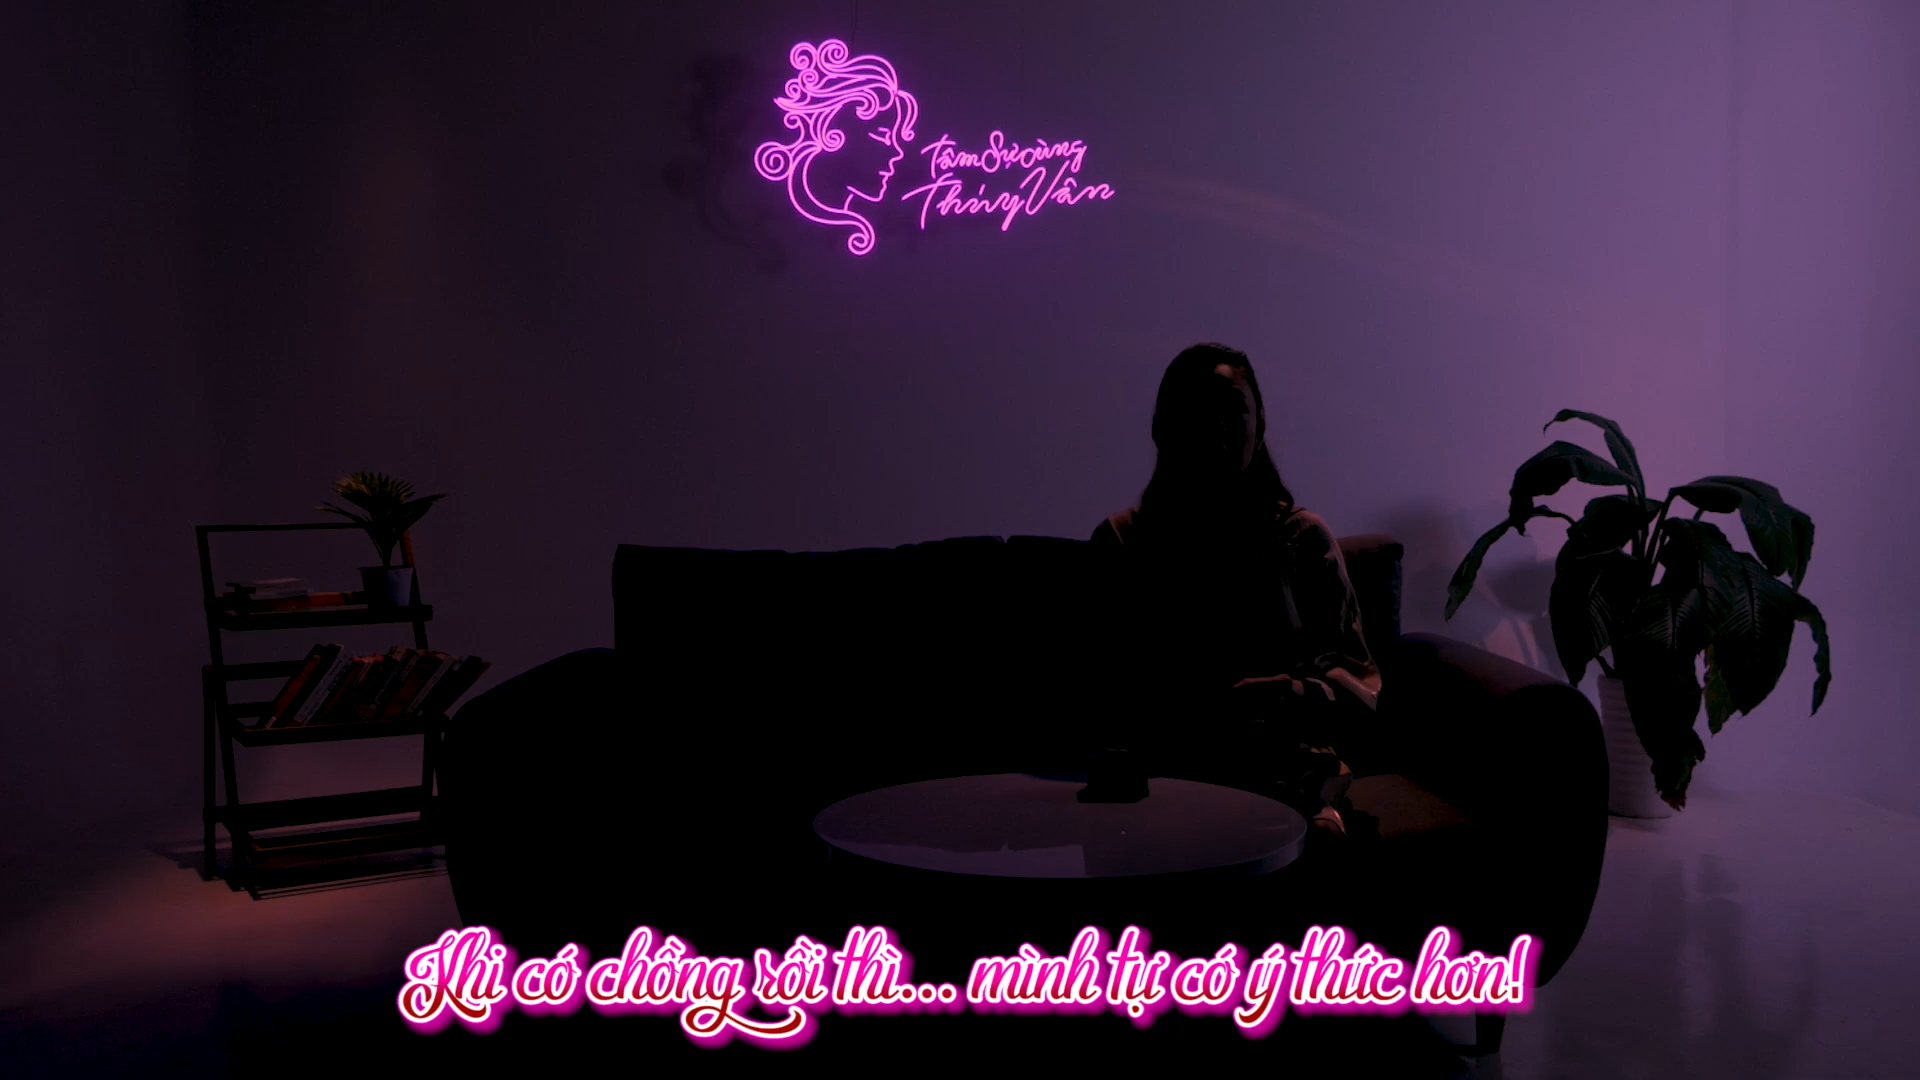 Tâm Sự cùng
Thúy Vân
Khi có chồng rồi thì... mình tự có ý thức hơn!